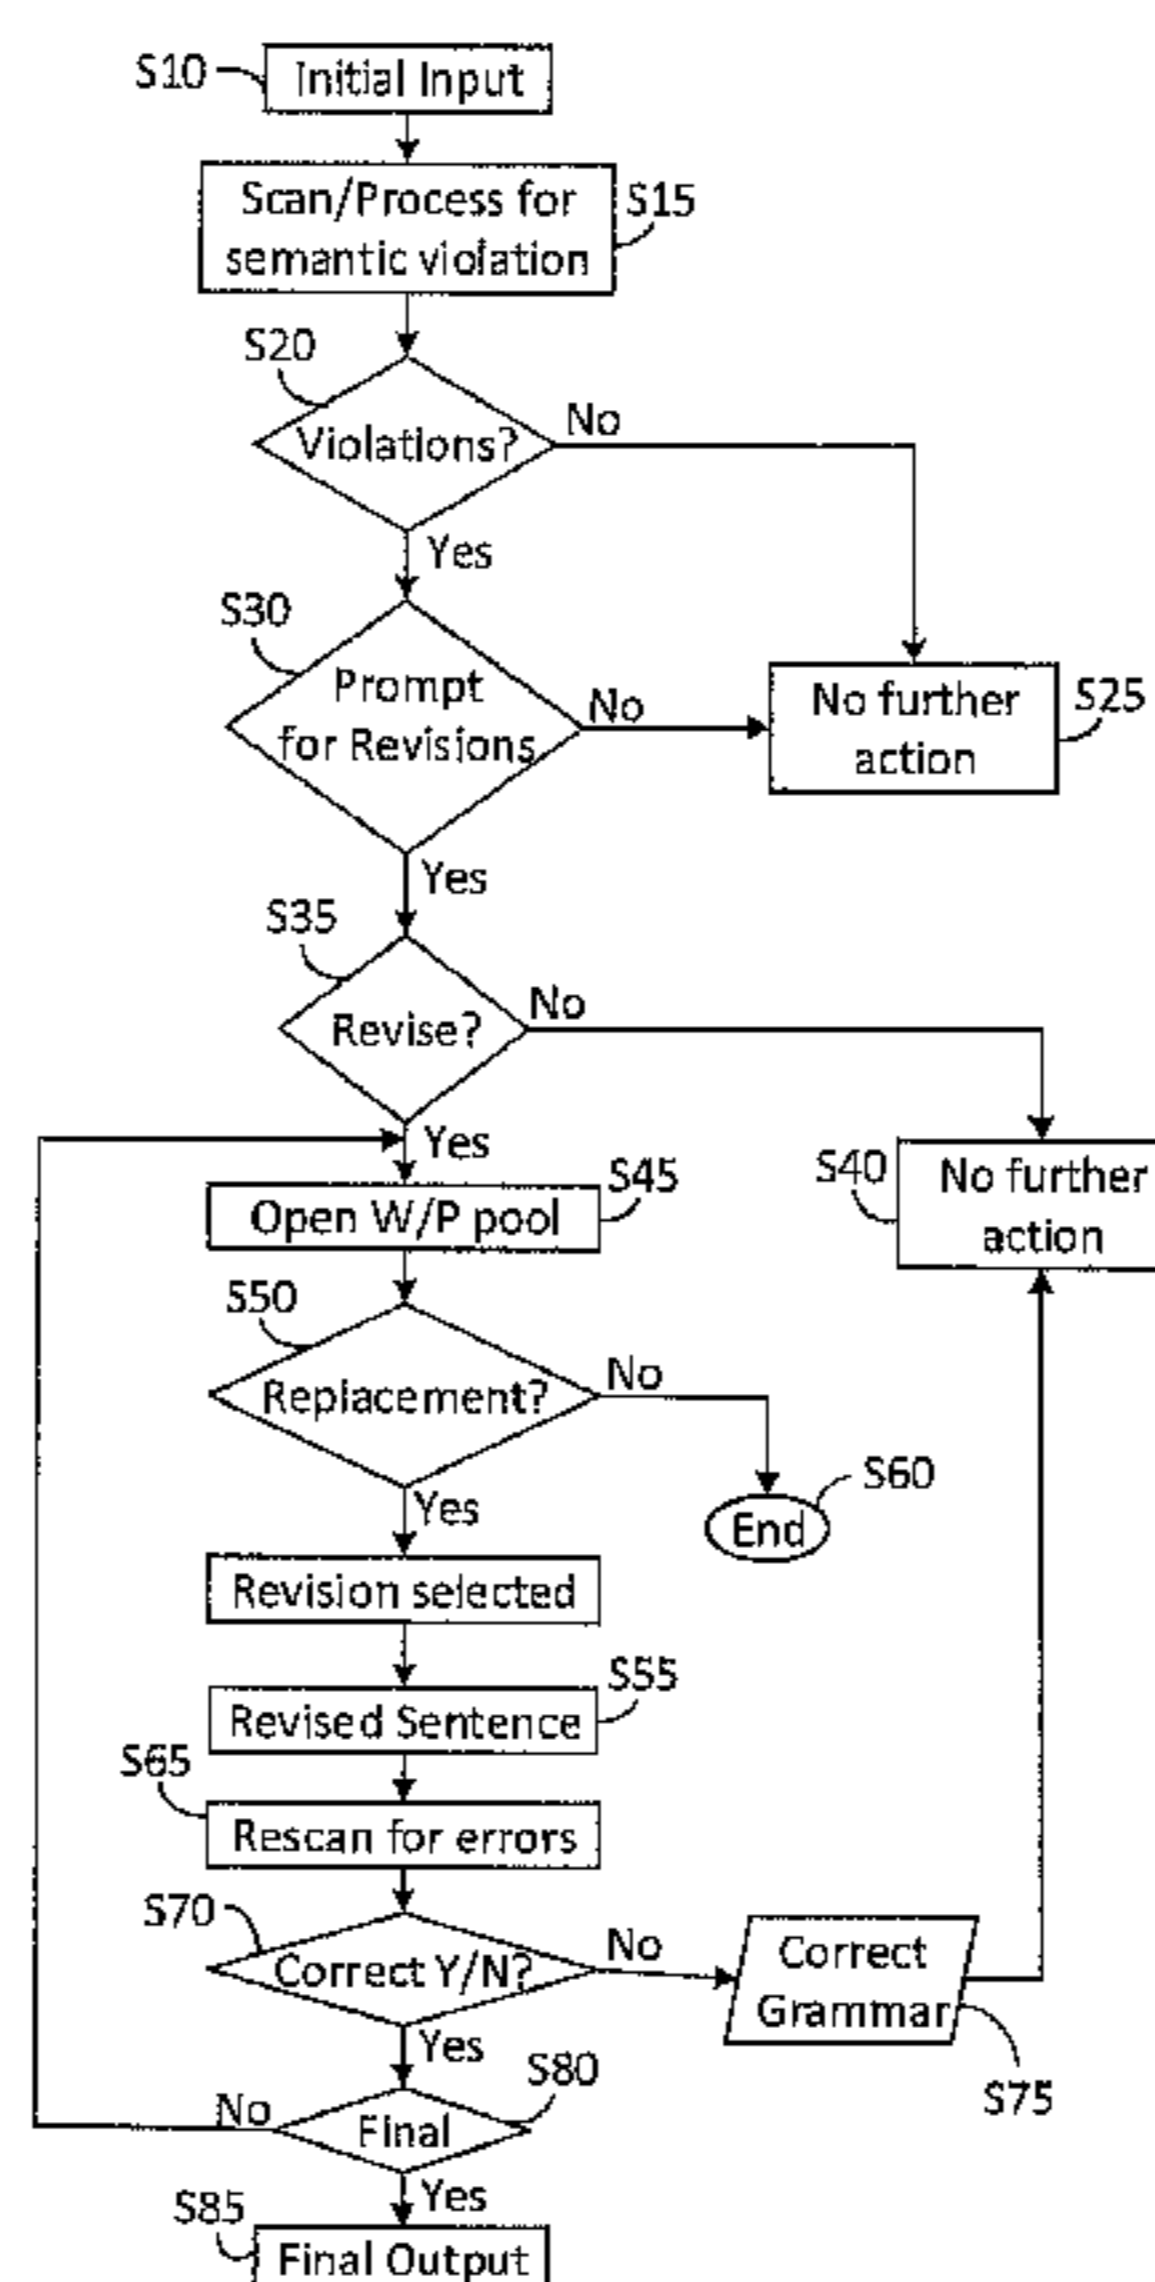 S10
Initial Input
Scan/Process for
semantic violation
S15
S20
Violations?
No
Yes
S30
Prompt
for Revisions
No
No further
action
S25
Yes
S35
Revise?
No
Yes
S40
No further
action
Open W/P pool
S45
S50
Replacement?
No
S60
End
Yes
Revision selected
S55
Revised Sentence
S65
Rescan for errors
S70
Correct Y/N?
No
Correct
Grammar
S75
Yes
S80
No
Final
Yes
S85
Final Output